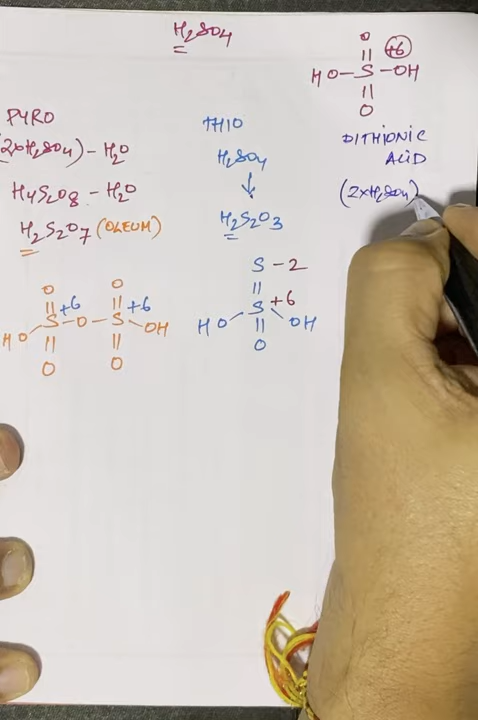 H2SO4
O
||
+6
HO-S-OH
||
O
PYRO
(2xH2SO4)-H2O
H4S2O8-H2O
H2S2O7 (OLEUM)
O O
|| +6 || +6
HO S-O-S OH
|| ||
O O
THIO
H2SO4
↓
H2S2O3
S -2
||
S +6
HO || OH
O
DITHIONIC
ACID
(2xH2SO4)